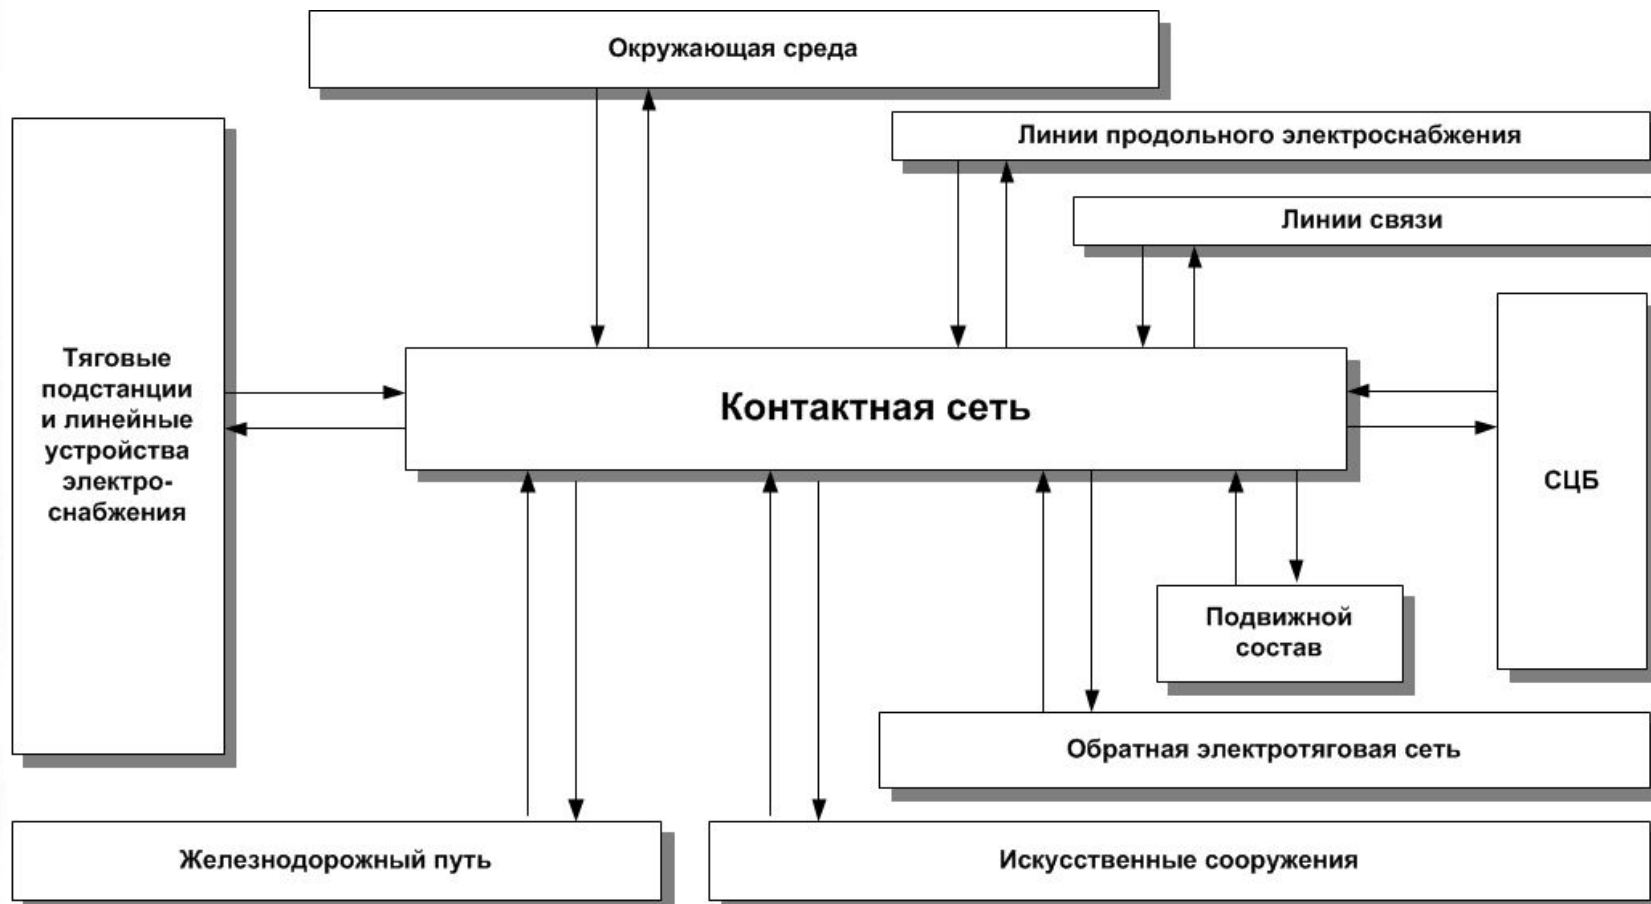 Окружающая среда
Линии продольного электроснабжения
Линии связи
Тяговые
подстанции
и линейные
устройства
электро-
снабжения
Контактная сеть
СЦБ
Подвижной
состав
Обратная электротяговая сеть
Железнодорожный путь
Искусственные сооружения